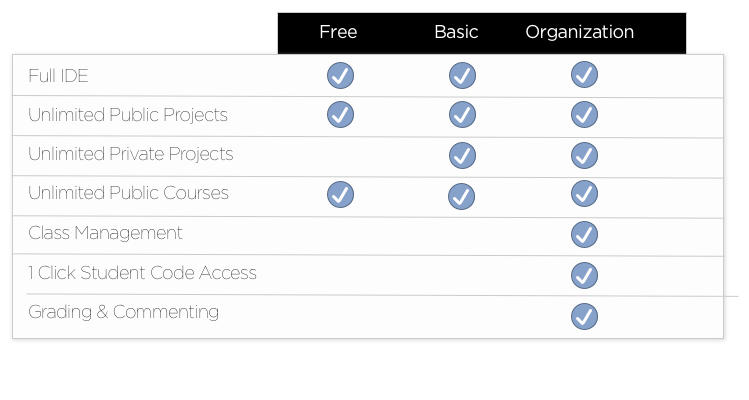 Free Basic Organization
Full IDE
Unlimited Public Projects
Unlimited Private Projects
Unlimited Public Courses
Class Management
1 Click Student Code Access
Grading & Commenting